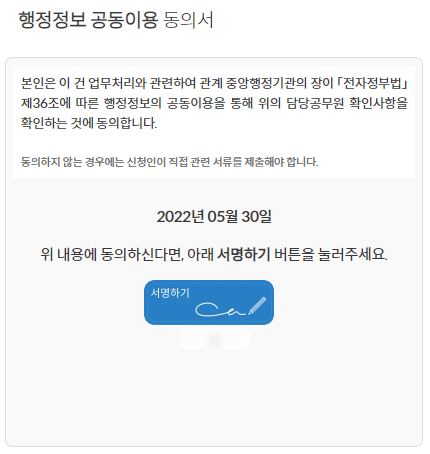 행정정보 공동이용 동의서
본인은 이 건 업무처리와 관련하여 관계 중앙행정기관의 장이 「전자정부법」
제36조에 따른 행정정보의 공동이용을 통해 위의 담당공무원 확인사항을
확인하는 것에 동의합니다.
동의하지 않는 경우에는 신청인이 직접 관련 서류를 제출해야 합니다.
2022년 05월 30일
위 내용에 동의하신다면, 아래 서명하기 버튼을 눌러주세요.
서명하기